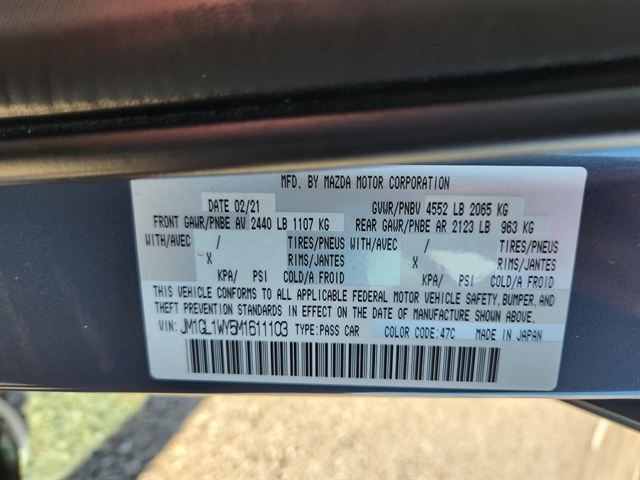 MFD. BY MAZDA MOTOR CORPORATION
DATE 02/21 GVWR/PNBV 4552 LB 2065 KG
FRONT GAWR/PNBE AV 2440 LB 1107 KG REAR GAWR/PNBE AR 2123 LB 963 KG
WITH/AVEC / TIRES/PNEUS WITH/AVEC / TIRES/PNEUS
X RIMS/JANTES X RIMS/JANTES
KPA/ PSI COLD/A FROID KPA/ PSI COLD/A FROID
THIS VEHICLE CONFORMS TO ALL APPLICABLE FEDERAL MOTOR VEHICLE SAFETY, BUMPER, AND
THEFT PREVENTION STANDARDS IN EFFECT ON THE DATE OF MANUFACTURE SHOWN ABOVE.
VIN: JM1GL1WY5M1611103 TYPE:PASS CAR COLOR CODE:47C MADE IN JAPAN